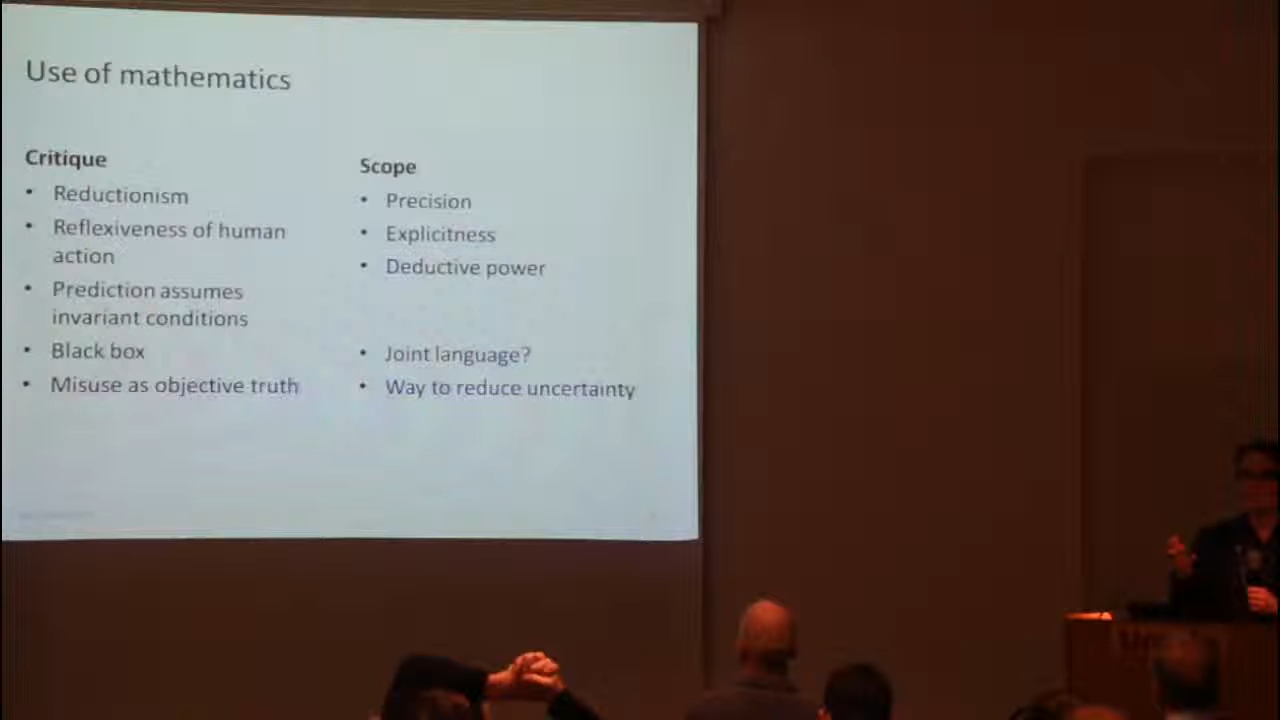 Use of mathematics
Critique
• Reductionism
• Reflexiveness of human
action
• Prediction assumes
invariant conditions
• Black box
• Misuse as objective truth
Scope
• Precision
• Explicitness
• Deductive power
• Joint language?
• Way to reduce uncertainty